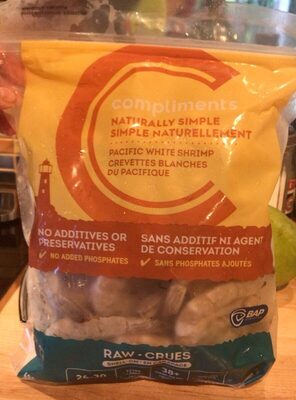 compliments
NATURALLY SIMPLE
SIMPLE NATURELLEMENT
PACIFIC WHITE SHRIMP
CREVETTES BLANCHES
DU PACIFIQUE
NO ADDITIVES OR
PRESERVATIVES
✓ NO ADDED PHOSPHATES
SANS ADDITIF NI AGENT
DE CONSERVATION
✓ SANS PHOSPHATES AJOUTÉS
BAP
RAW • CRUES